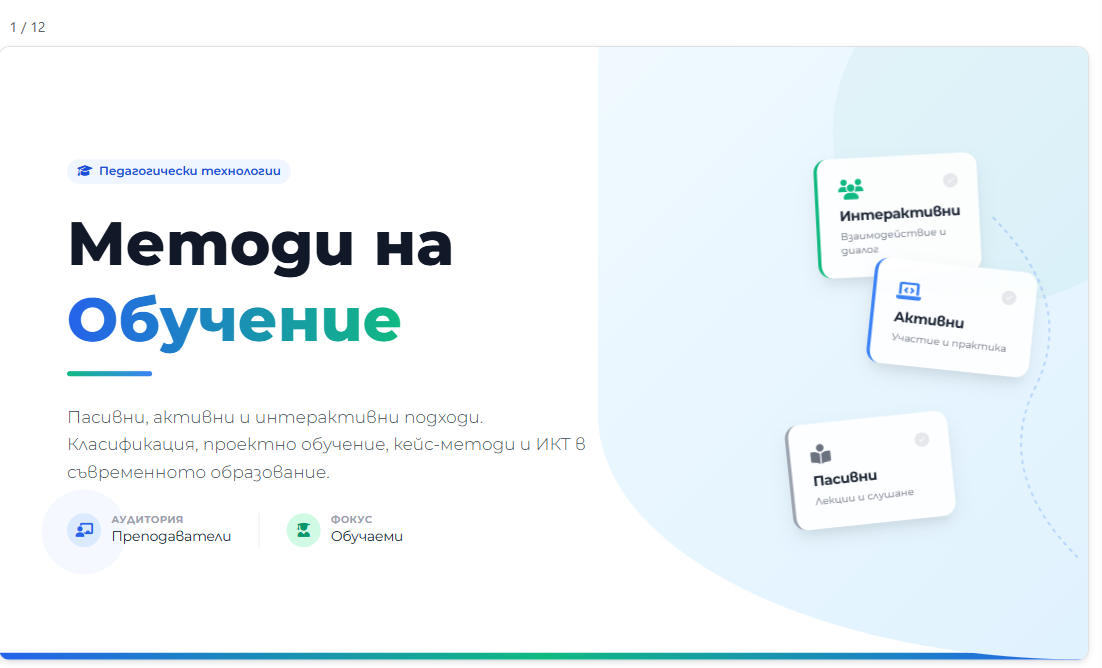 1 / 12
Педагогически технологии
Методи на
Обучение
Пасивни, активни и интерактивни подходи.
Класификация, проектно обучение, кейс-методи и ИКТ в
съвременното образование.
АУДИТОРИЯ
Преподаватели
ФОКУС
Обучаеми
Интерактивни
Взаимодействие и
диалог
Активни
Участие и практика
Пасивни
Лекции и слушане